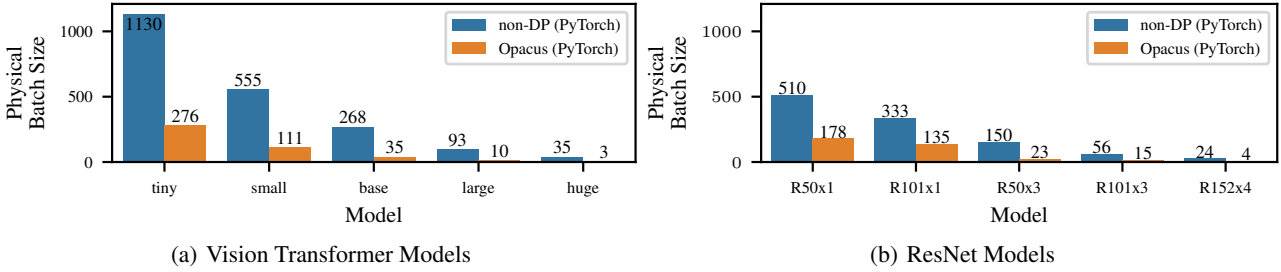 Physical
Batch Size
1000
500
0
1130
276
555
111
268
35
93
10
35
3
non-DP (PyTorch)
Opacus (PyTorch)
tiny
small
base
large
huge
Model
(a) Vision Transformer Models
Physical
Batch Size
1000
500
0
510
178
333
135
150
23
56
15
24
4
non-DP (PyTorch)
Opacus (PyTorch)
R50x1
R101x1
R50x3
R101x3
R152x4
Model
(b) ResNet Models